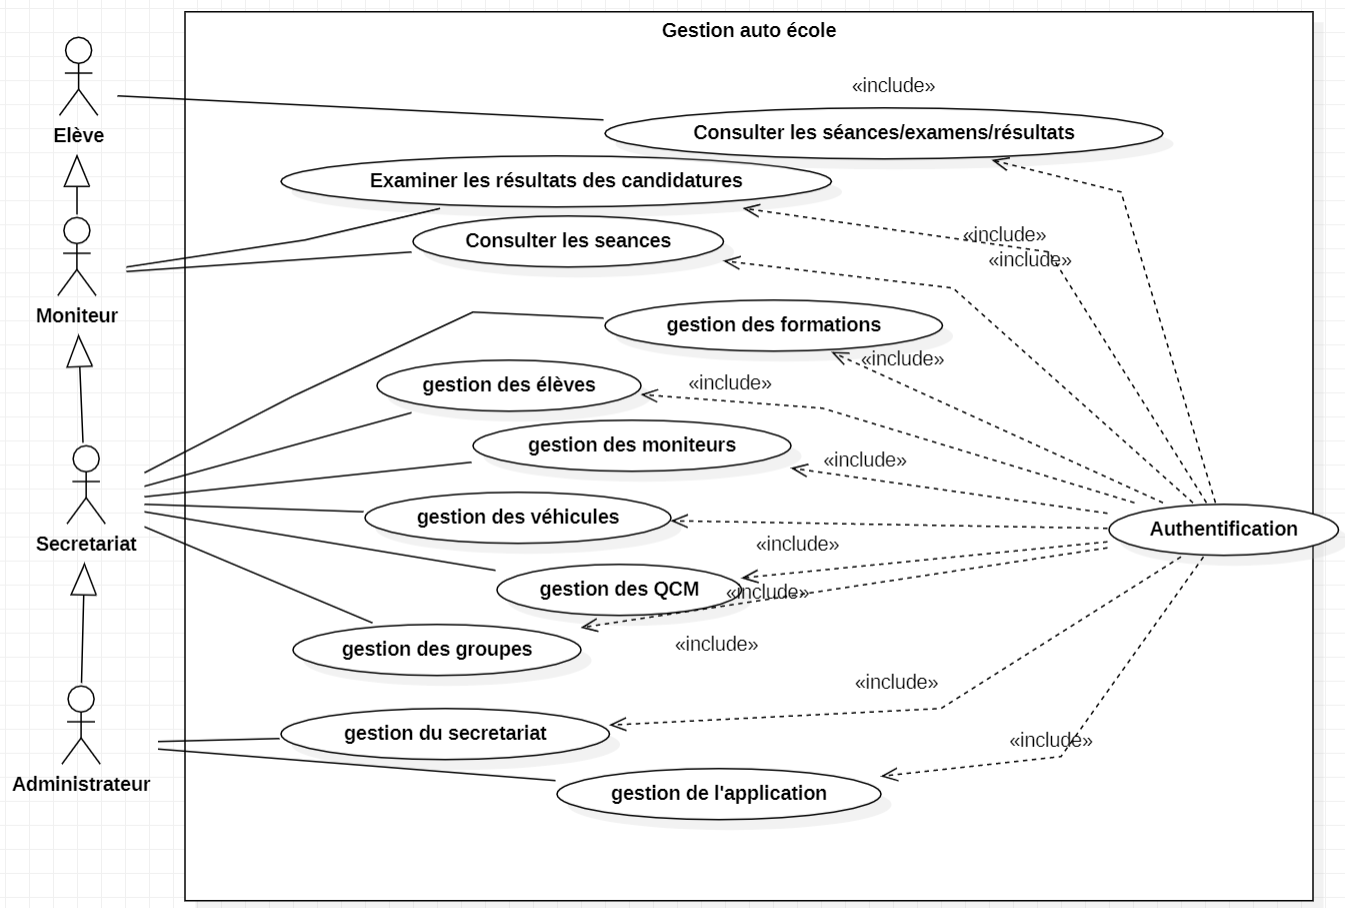 Gestion auto école
«include»
Elève
Consulter les séances/examens/résultats
Examiner les résultats des candidatures
«include»
Consulter les seances
«include»
Moniteur
gestion des formations
«include»
gestion des élèves
«include»
gestion des moniteurs
«include»
gestion des véhicules
Authentification
Secretariat
«include»
gestion des QCM
«include»
gestion des groupes
«include»
«include»
gestion du secretariat
«include»
Administrateur
gestion de l'application